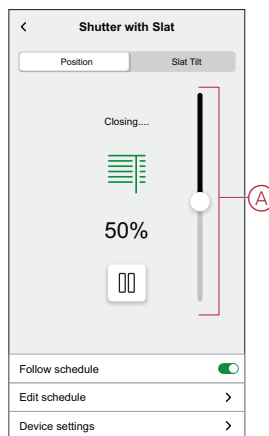 Shutter with Slat
Position
Slat Tilt
Closing....
50%
A
Follow schedule
Edit schedule
Device settings